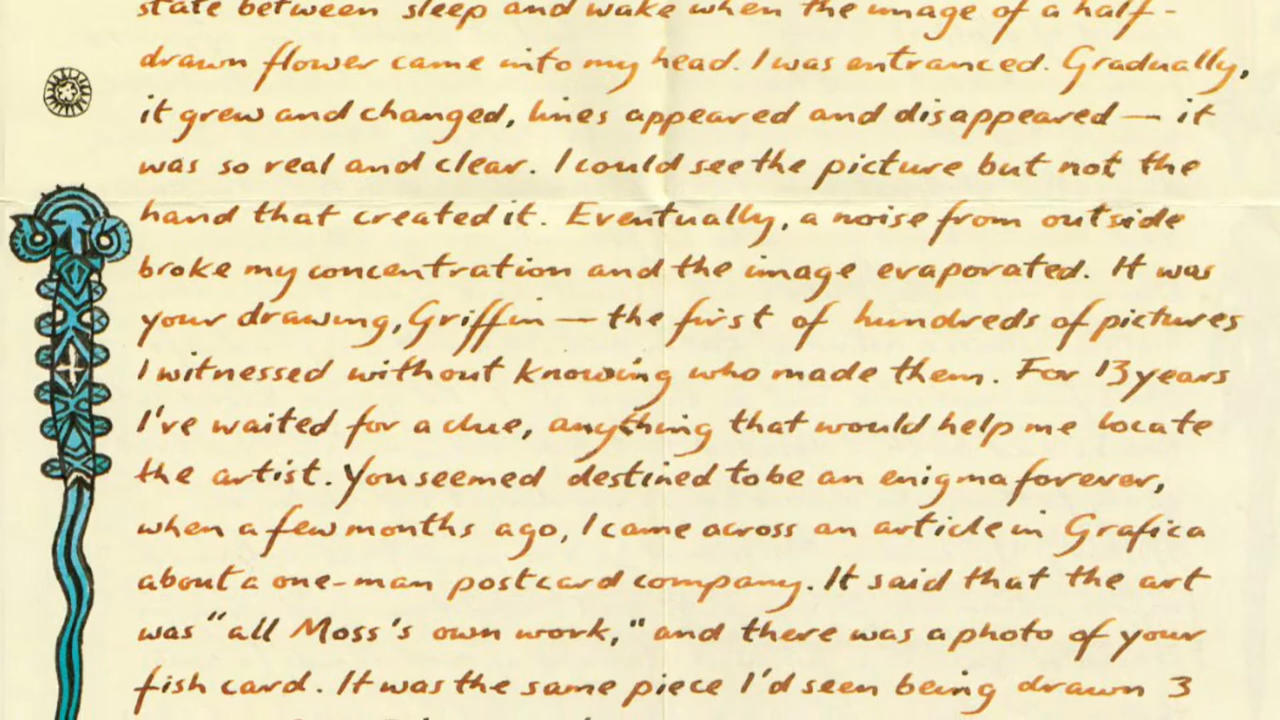 state between sleep and wake when the image of a half-
drawn flower came into my head. I was entranced. Gradually,
it grew and changed, lines appeared and disappeared — it
was so real and clear. I could see the picture but not the
hand that created it. Eventually, a noise from outside
broke my concentration and the image evaporated. It was
your drawing, Griffin — the first of hundreds of pictures
I witnessed without knowing who made them. For 13 years
I've waited for a clue, anything that would help me locate
the artist. You seemed destined to be an enigma forever,
when a few months ago, I came across an article in Grafica
about a one-man postcard company. It said that the art
was "all Moss's own work," and there was a photo of your
fish card. It was the same piece I'd seen being drawn 3